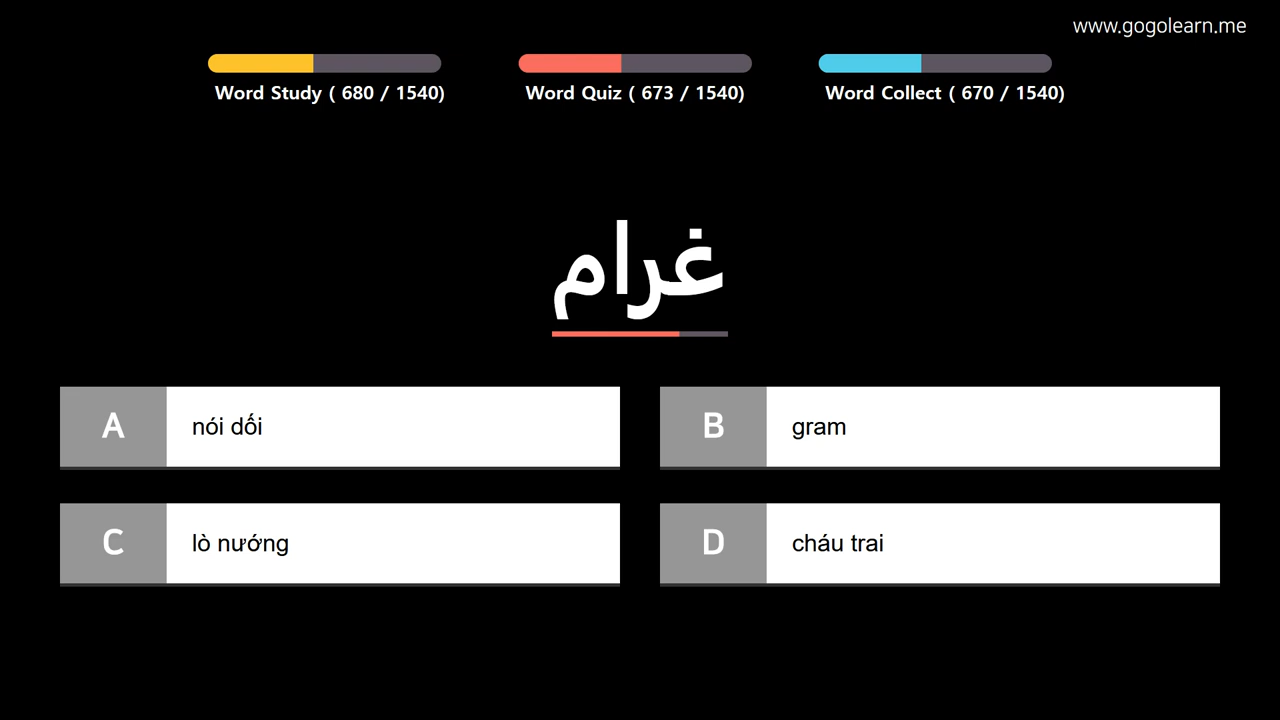 www.gogolearn.me
Word Study ( 680 / 1540)
Word Quiz ( 673 / 1540)
Word Collect ( 670 / 1540)
غرام
A nói dối
B gram
C lò nướng
D cháu trai